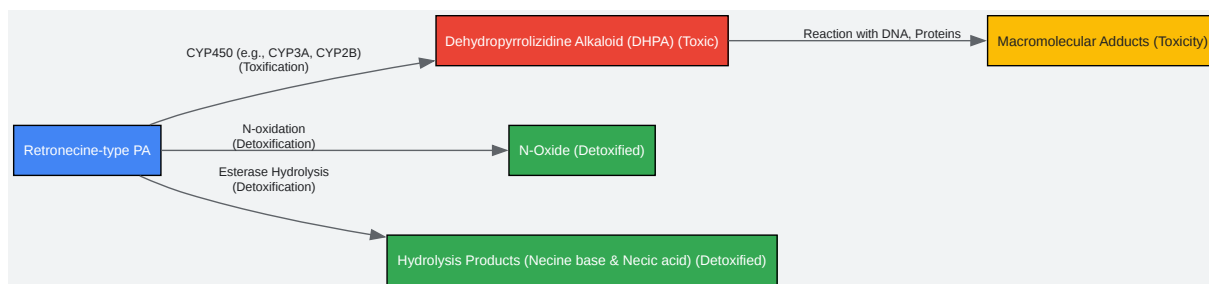 Dehydropyrrolizidine Alkaloid (DHPA) (Toxic)
Reaction with DNA, Proteins
Macromolecular Adducts (Toxicity)
CYP450 (e.g., CYP3A, CYP2B)
(Toxification)
Retronecine-type PA
N-oxidation
(Detoxification)
N-Oxide (Detoxified)
Esterase Hydrolysis
(Detoxification)
Hydrolysis Products (Necine base & Necic acid) (Detoxified)